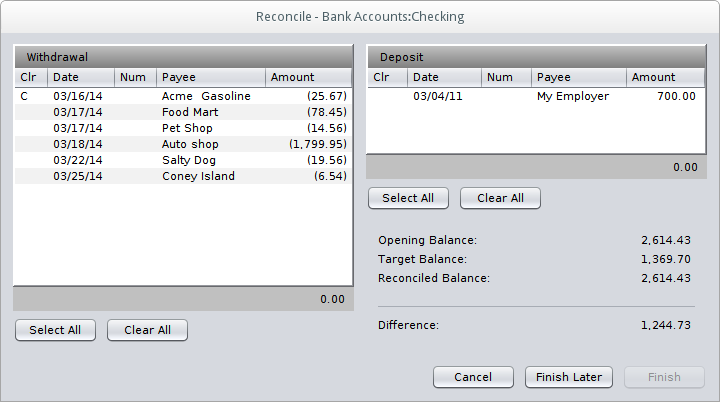 Reconcile - Bank Accounts:Checking
Withdrawal
Clr Date Num Payee Amount
C 03/16/14 Acme Gasoline (25.67)
03/17/14 Food Mart (78.45)
03/17/14 Pet Shop (14.56)
03/18/14 Auto shop (1,799.95)
03/22/14 Salty Dog (19.56)
03/25/14 Coney Island (6.54)
0.00
Select All Clear All
Deposit
Clr Date Num Payee Amount
03/04/11 My Employer 700.00
0.00
Select All Clear All
Opening Balance: 2,614.43
Target Balance: 1,369.70
Reconciled Balance: 2,614.43
Difference: 1,244.73
Cancel Finish Later Finish